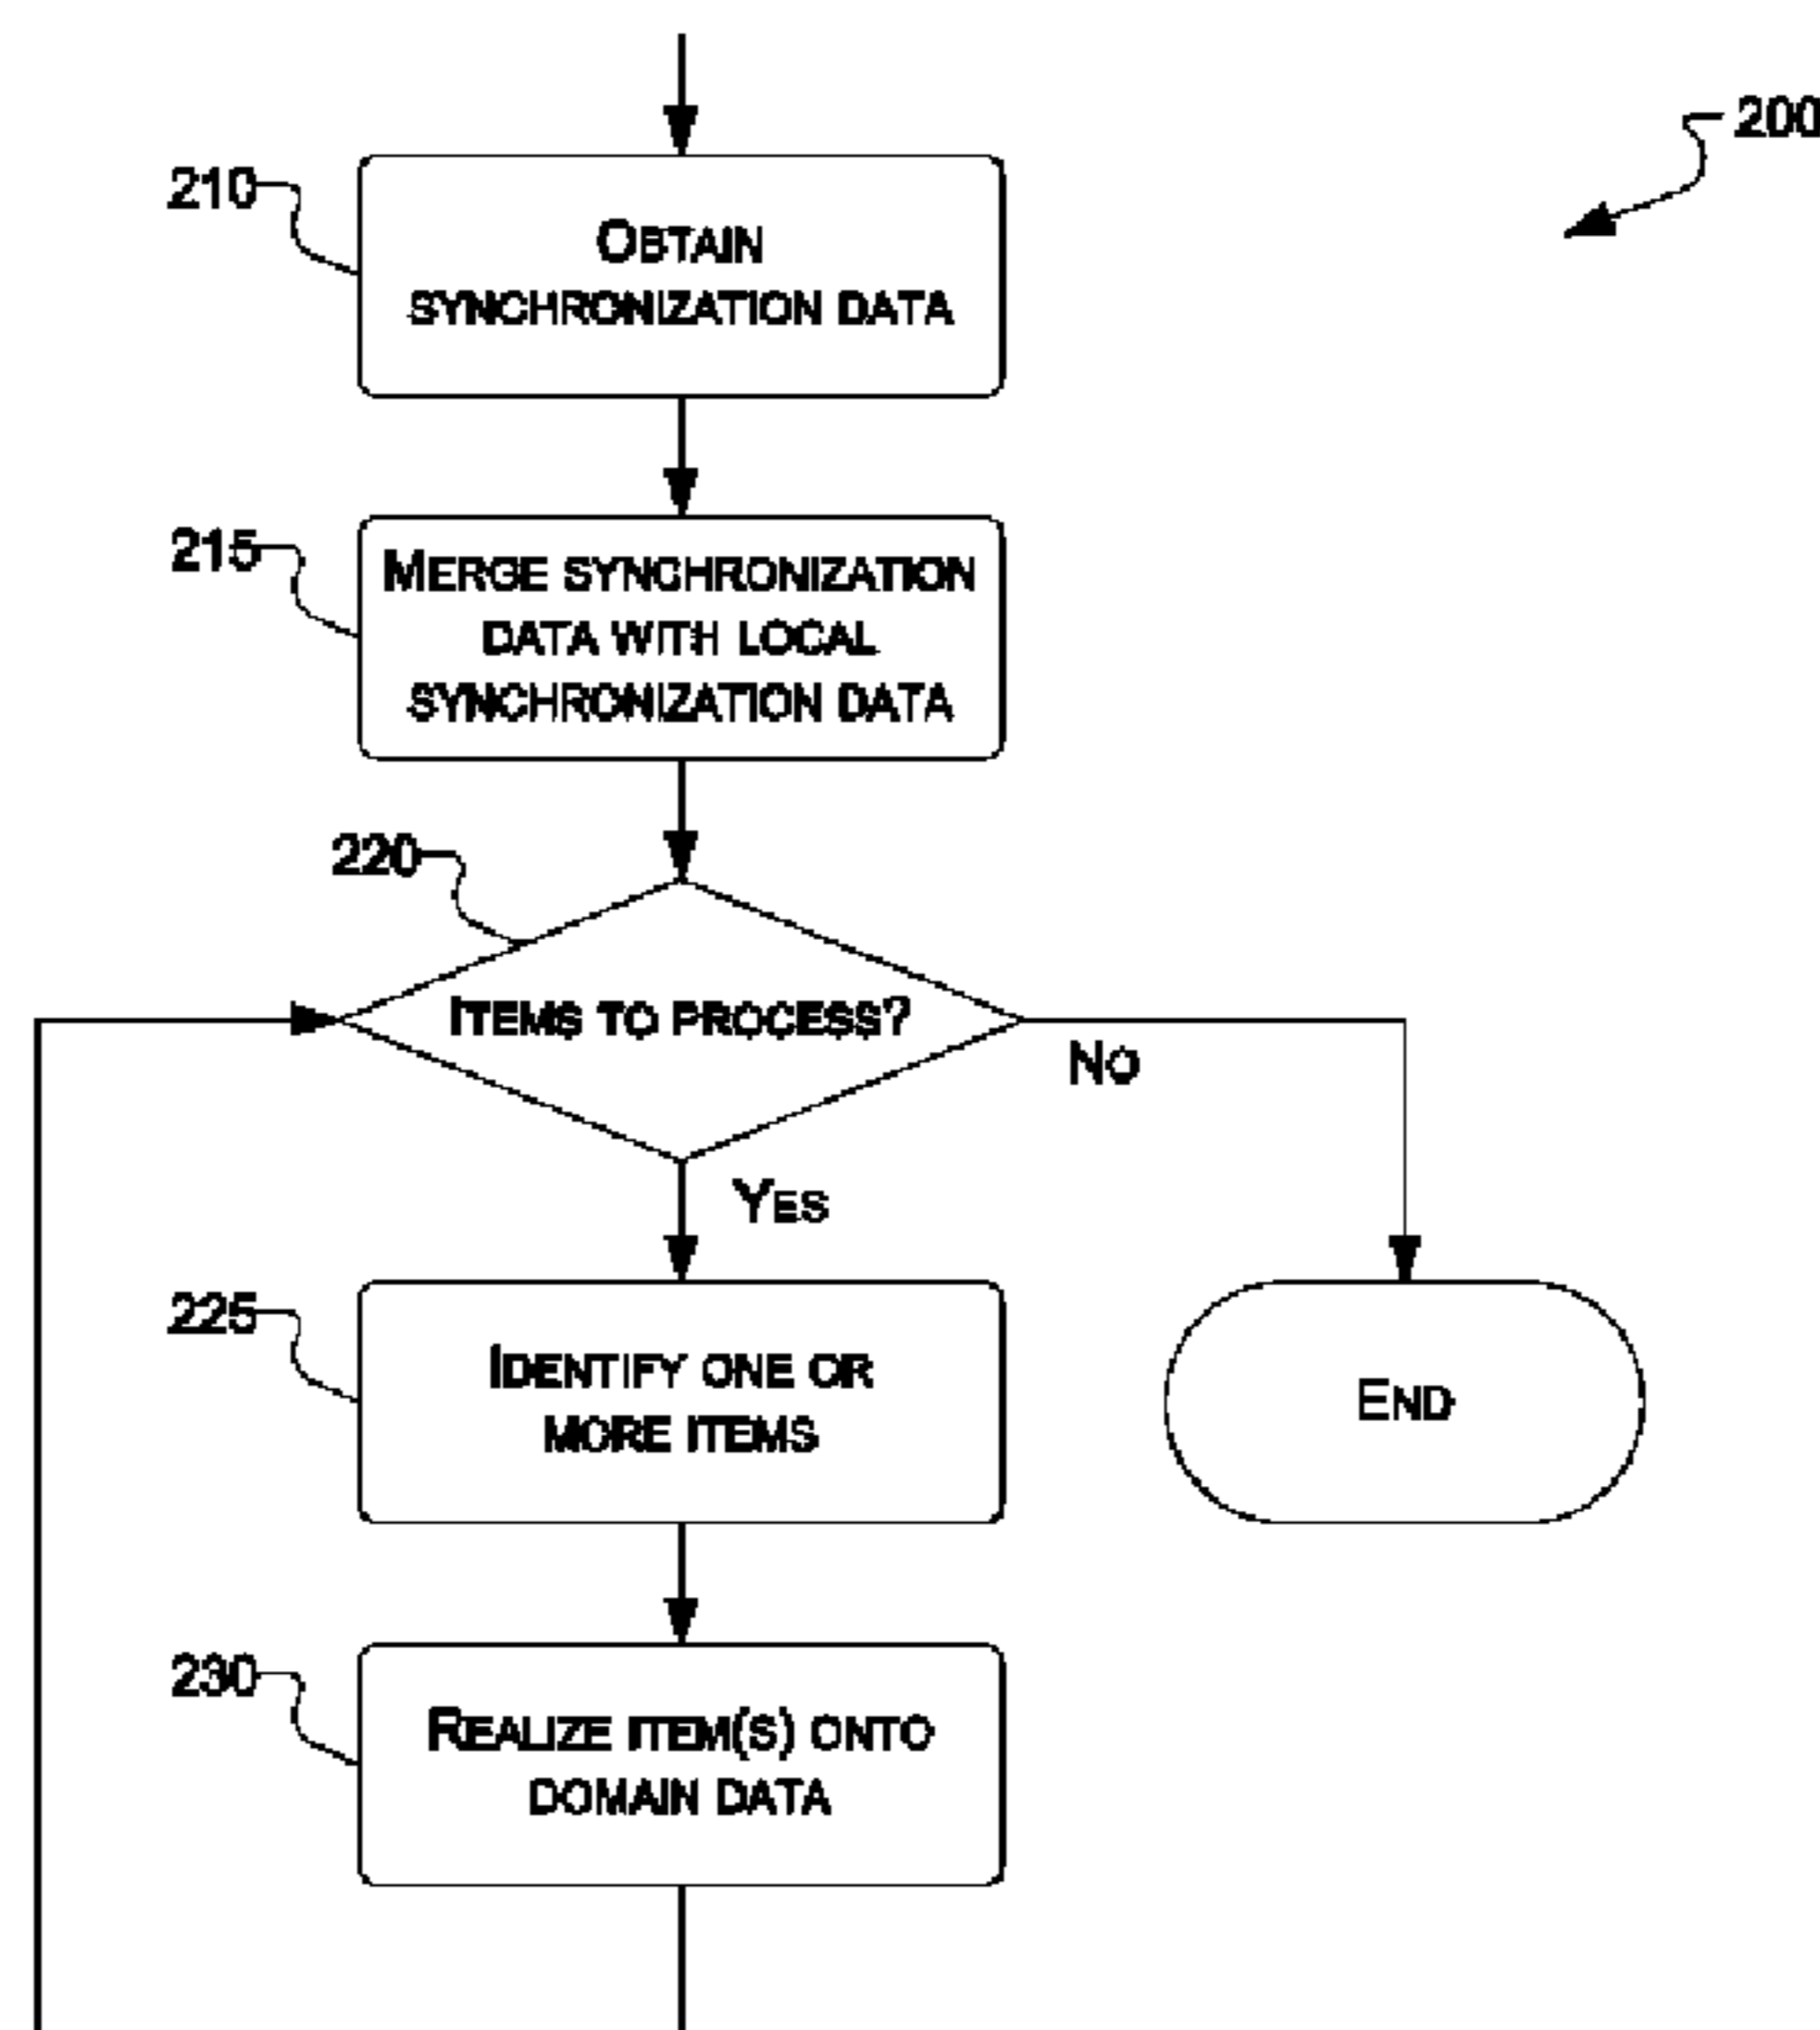 200
210
OBTAIN
SYNCHRONIZATION DATA
215
MERGE SYNCHRONIZATION
DATA WITH LOCAL
SYNCHRONIZATION DATA
220
ITEMS TO PROCESS?
NO
YES
225
IDENTIFY ONE OR
MORE ITEMS
END
230
REALIZE ITEM(S) ONTO
DOMAIN DATA